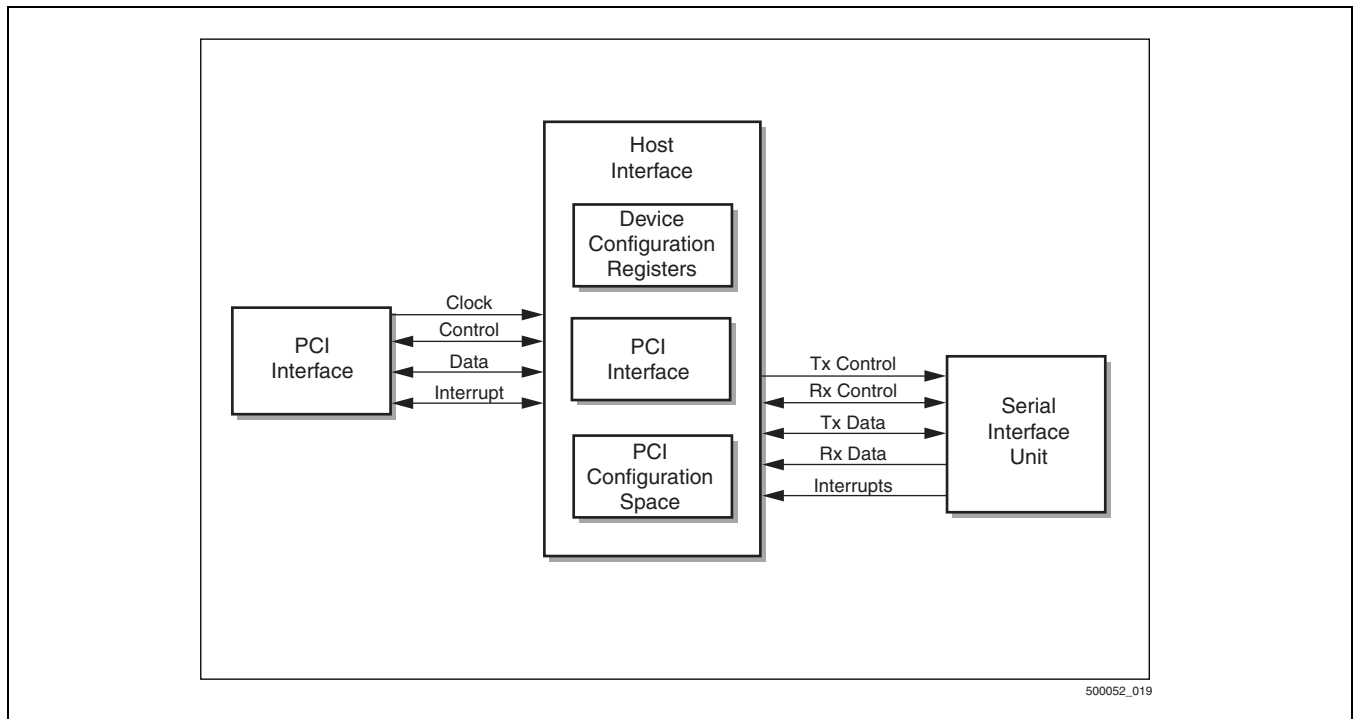 Host
Interface
Device
Configuration
Registers
PCI
Interface
Clock
Control
Data
Interrupt
PCI
Interface
PCI
Configuration
Space
Tx Control
Rx Control
Tx Data
Rx Data
Interrupts
Serial
Interface
Unit
500052_019